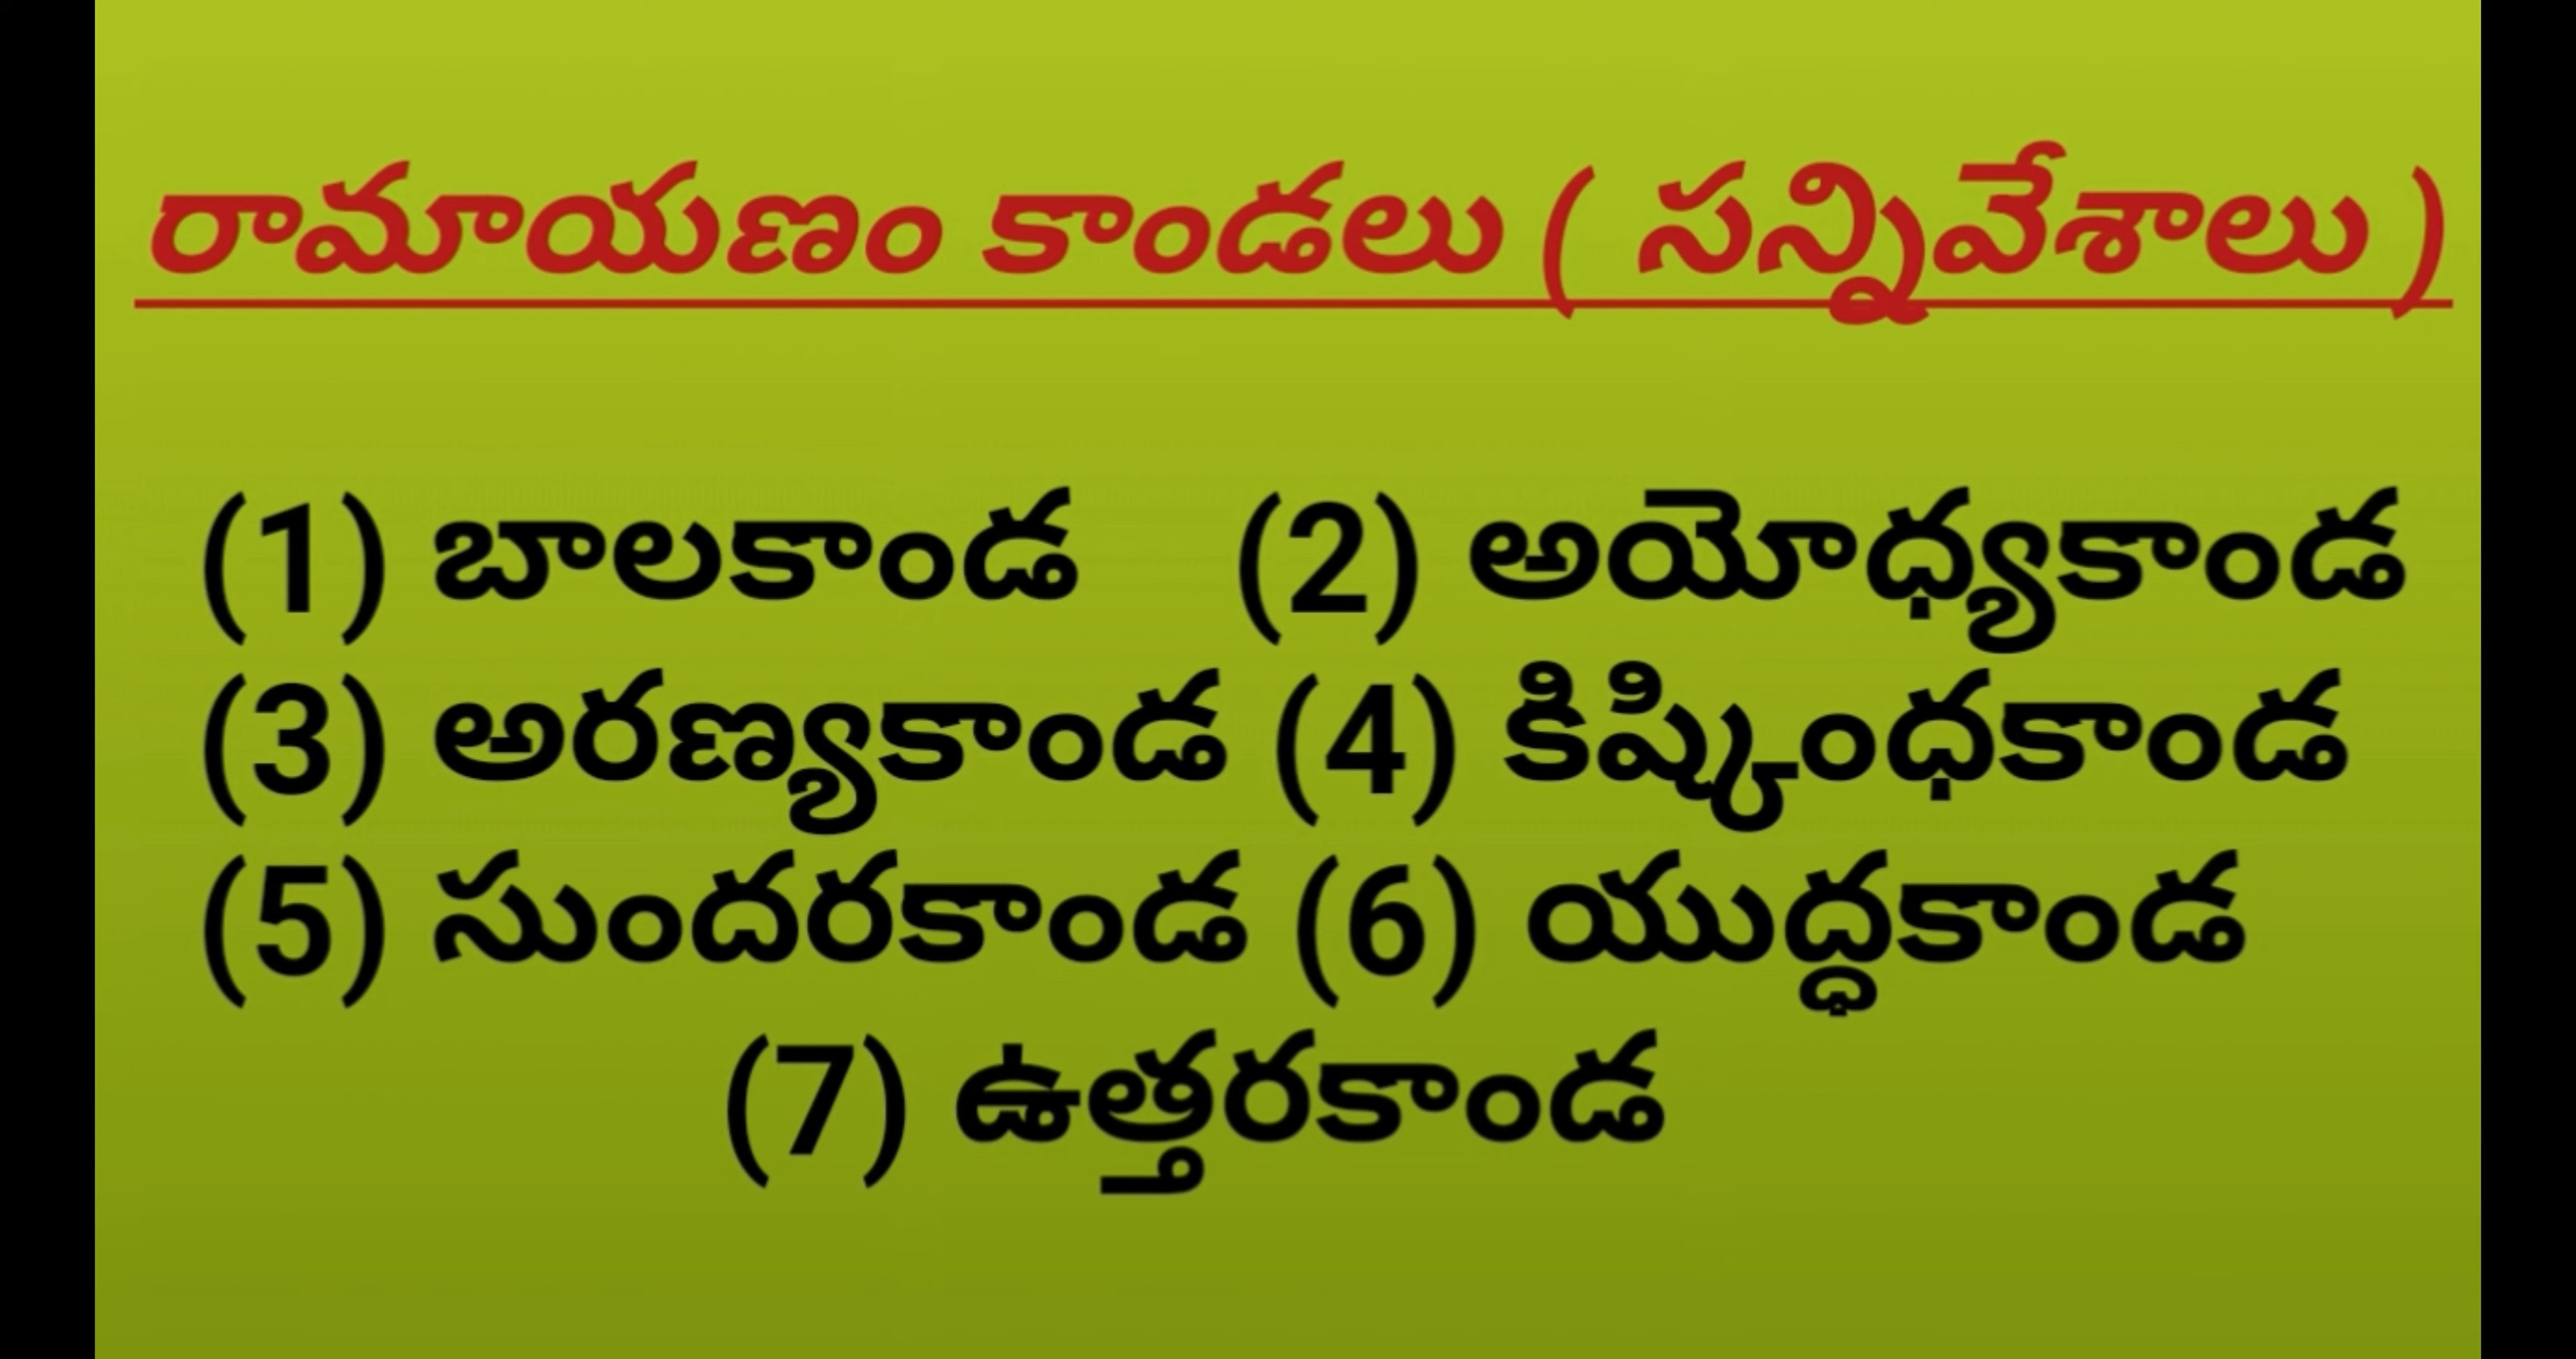 రామాయణం కాండలు ( సన్నివేశాలు )
(1) బాలకాండ (2) అయోధ్యకాండ
(3) అరణ్యకాండ (4) కిష్కింధకాండ
(5) సుందరకాండ (6) యుద్ధకాండ
(7) ఉత్తరకాండ